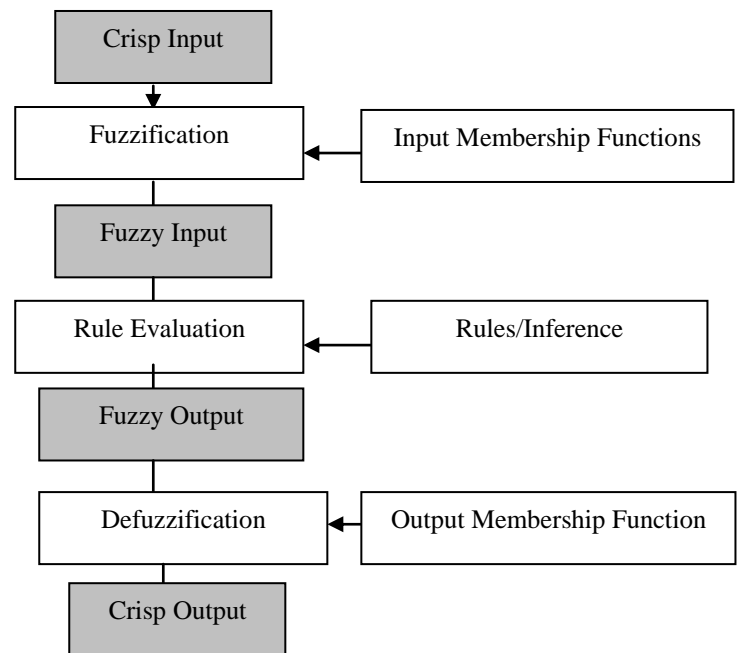 Crisp Input
Fuzzification
Input Membership Functions
Fuzzy Input
Rule Evaluation
Rules/Inference
Fuzzy Output
Defuzzification
Output Membership Function
Crisp Output